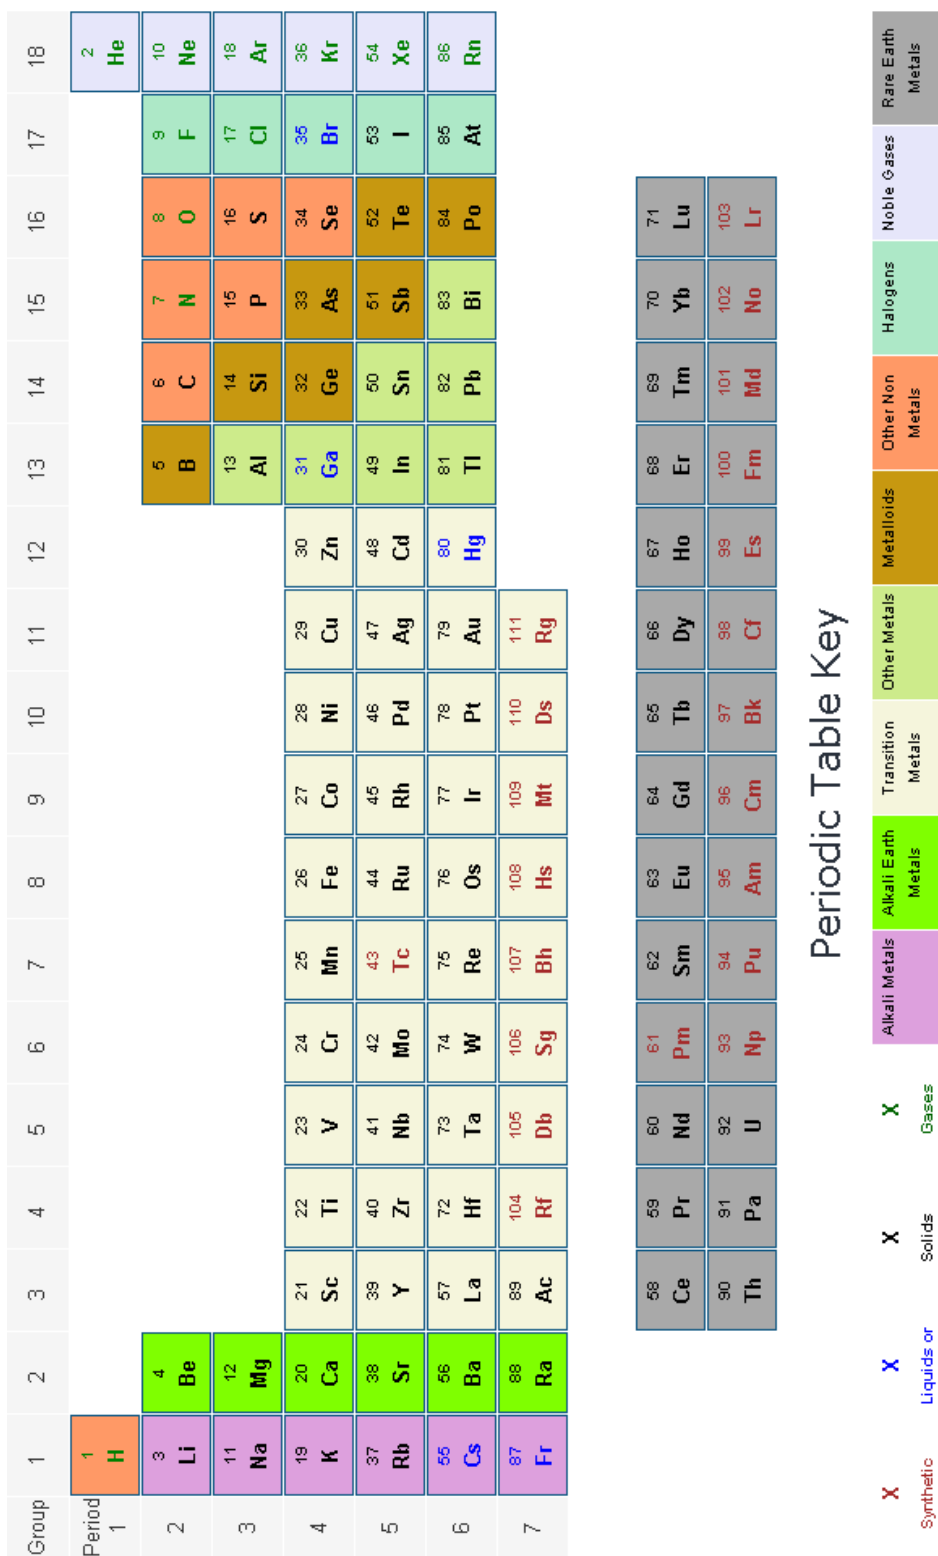 Group 1 2 3 4 5 6 7 8 9 10 11 12 13 14 15 16 17 18
Period
1 1 2
H He
2 3 4 5 6 7 8 9 10
Li Be B C N O F Ne
3 11 12 13 14 15 16 17 18
Na Mg Al Si P S Cl Ar
4 19 20 21 22 23 24 25 26 27 28 29 30 31 32 33 34 35 36
K Ca Sc Ti V Cr Mn Fe Co Ni Cu Zn Ga Ge As Se Br Kr
5 37 38 39 40 41 42 43 44 45 46 47 48 49 50 51 52 53 54
Rb Sr Y Zr Nb Mo Tc Ru Rh Pd Ag Cd In Sn Sb Te I Xe
6 55 56 57 72 73 74 75 76 77 78 79 80 81 82 83 84 85 86
Cs Ba La Hf Ta W Re Os Ir Pt Au Hg Tl Pb Bi Po At Rn
7 87 88 89 104 105 106 107 108 109 110 111
Fr Ra Ac Rf Db Sg Bh Hs Mt Ds Rg
58 59 60 61 62 63 64 65 66 67 68 69 70 71
Ce Pr Nd Pm Sm Eu Gd Tb Dy Ho Er Tm Yb Lu
90 91 92 93 94 95 96 97 98 99 100 101 102 103
Th Pa U Np Pu Am Cm Bk Cf Es Fm Md No Lr
Periodic Table Key
X X X X
Synthetic Liquids or Solids Gases
Alkali Metals
Alkali Earth
Metals
Transition
Metals
Other Metals
Metalloids
Other Non
Metals
Halogens
Noble Gases
Rare Earth
Metals